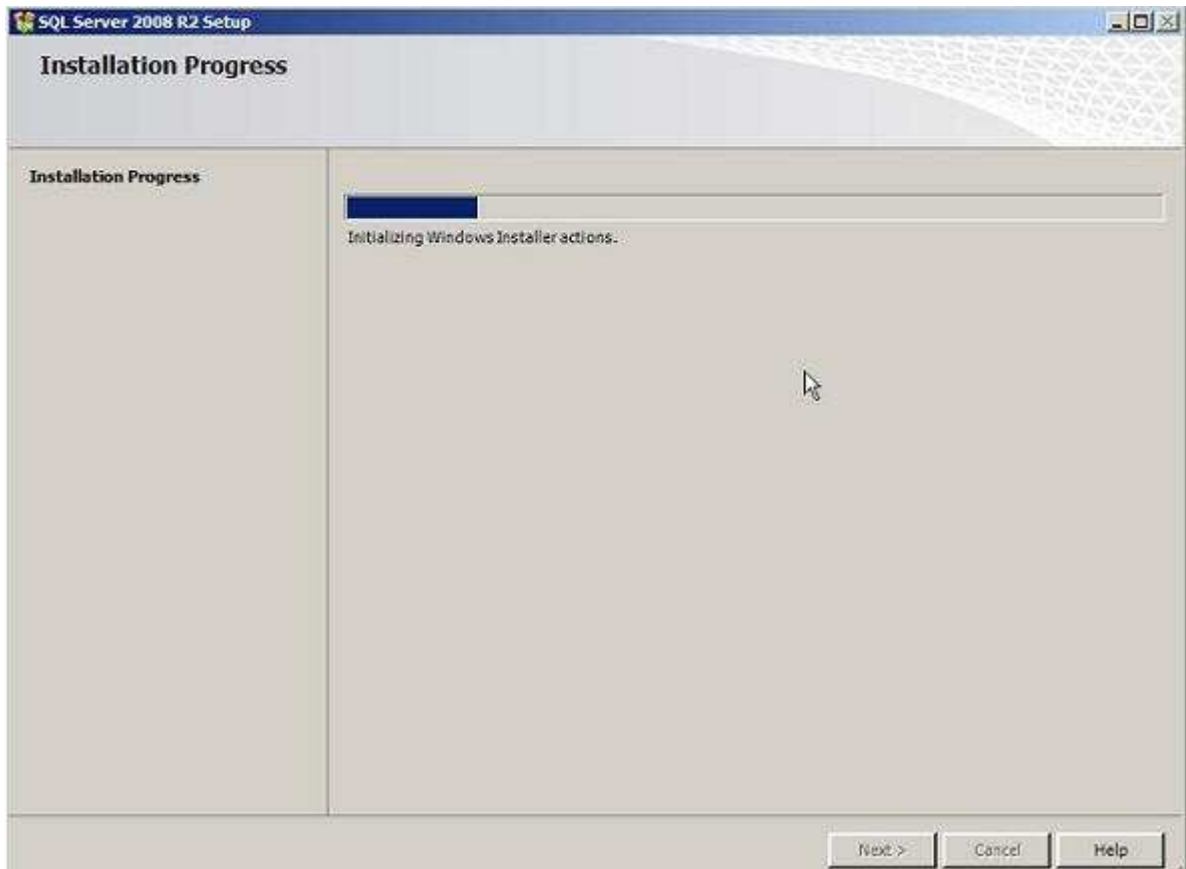 SQL Server 2008 R2 Setup
Installation Progress
Installation Progress
Initializing Windows Installer actions.
Next >
Cancel
Help